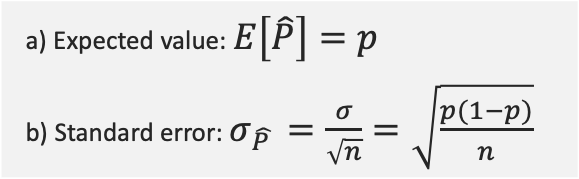 a) Expected value: E[P̂] = p
b) Standard error: σ_P̂ = σ/√n = √(p(1−p)/n)